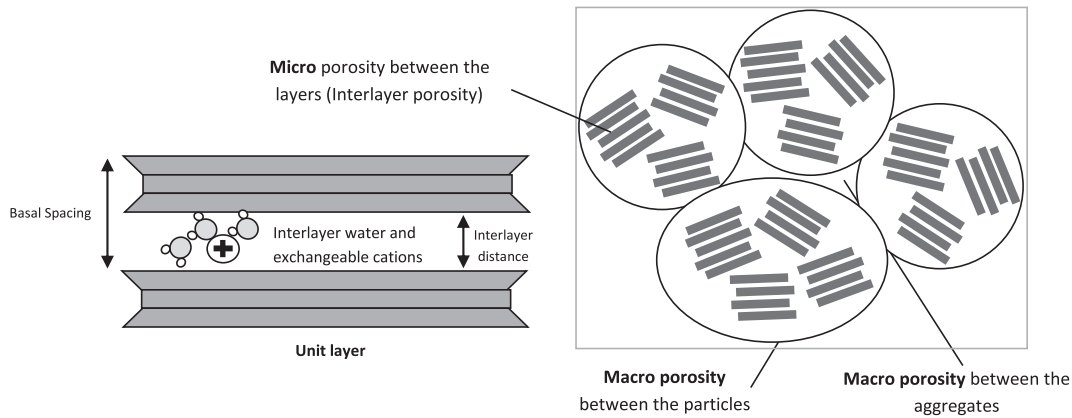 Micro porosity between the
layers (Interlayer porosity)
Basal Spacing
Interlayer water and
exchangeable cations
Interlayer
distance
Unit layer
Macro porosity
between the particles
Macro porosity between the
aggregates